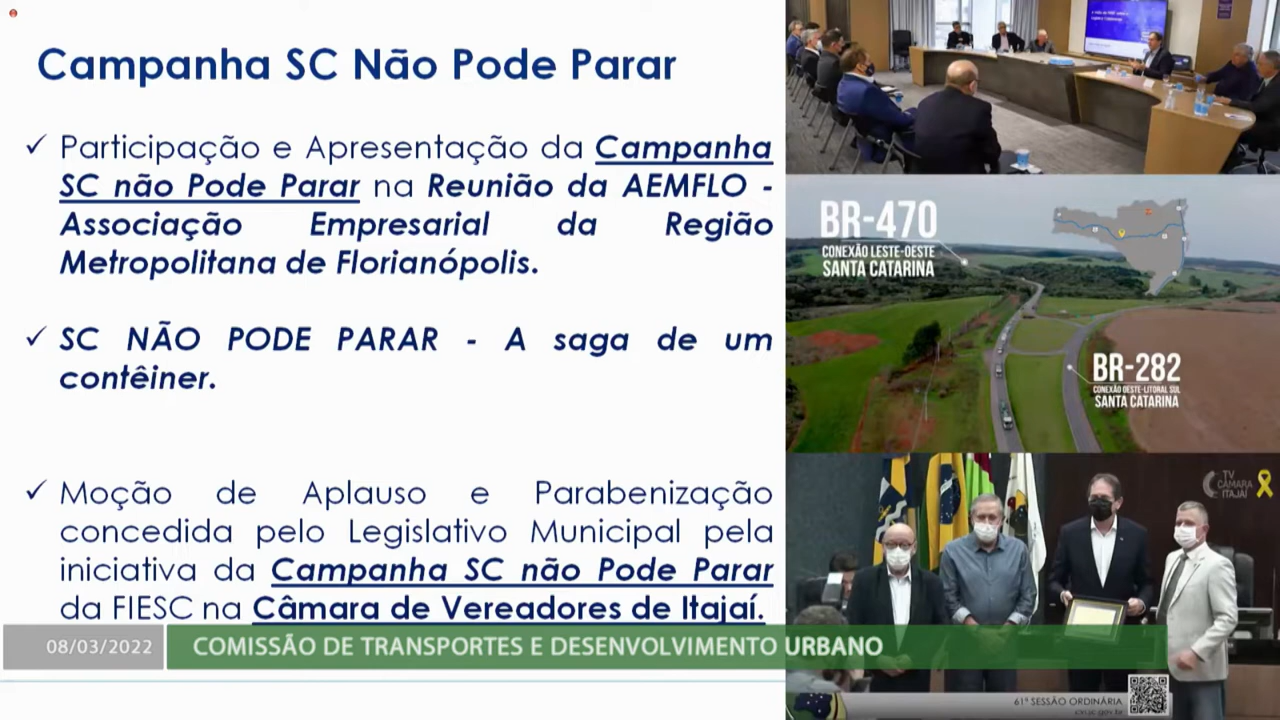 Campanha SC Não Pode Parar
✓ Participação e Apresentação da Campanha
SC não Pode Parar na Reunião da AEMFLO -
Associação Empresarial da Região
Metropolitana de Florianópolis.
✓ SC NÃO PODE PARAR - A saga de um
contêiner.
✓ Moção de Aplauso e Parabenização
concedida pelo Legislativo Municipal pela
iniciativa da Campanha SC não Pode Parar
da FIESC na Câmara de Vereadores de Itajaí.
08/03/2022
COMISSÃO DE TRANSPORTES E DESENVOLVIMENTO URBANO
BR-470
CONEXÃO LESTE-OESTE
SANTA CATARINA
BR-282
CONEXÃO OESTE-LITORAL SUL
SANTA CATARINA
TV
CÂMARA
ITAJAÍ
61ª SESSÃO ORDINÁRIA